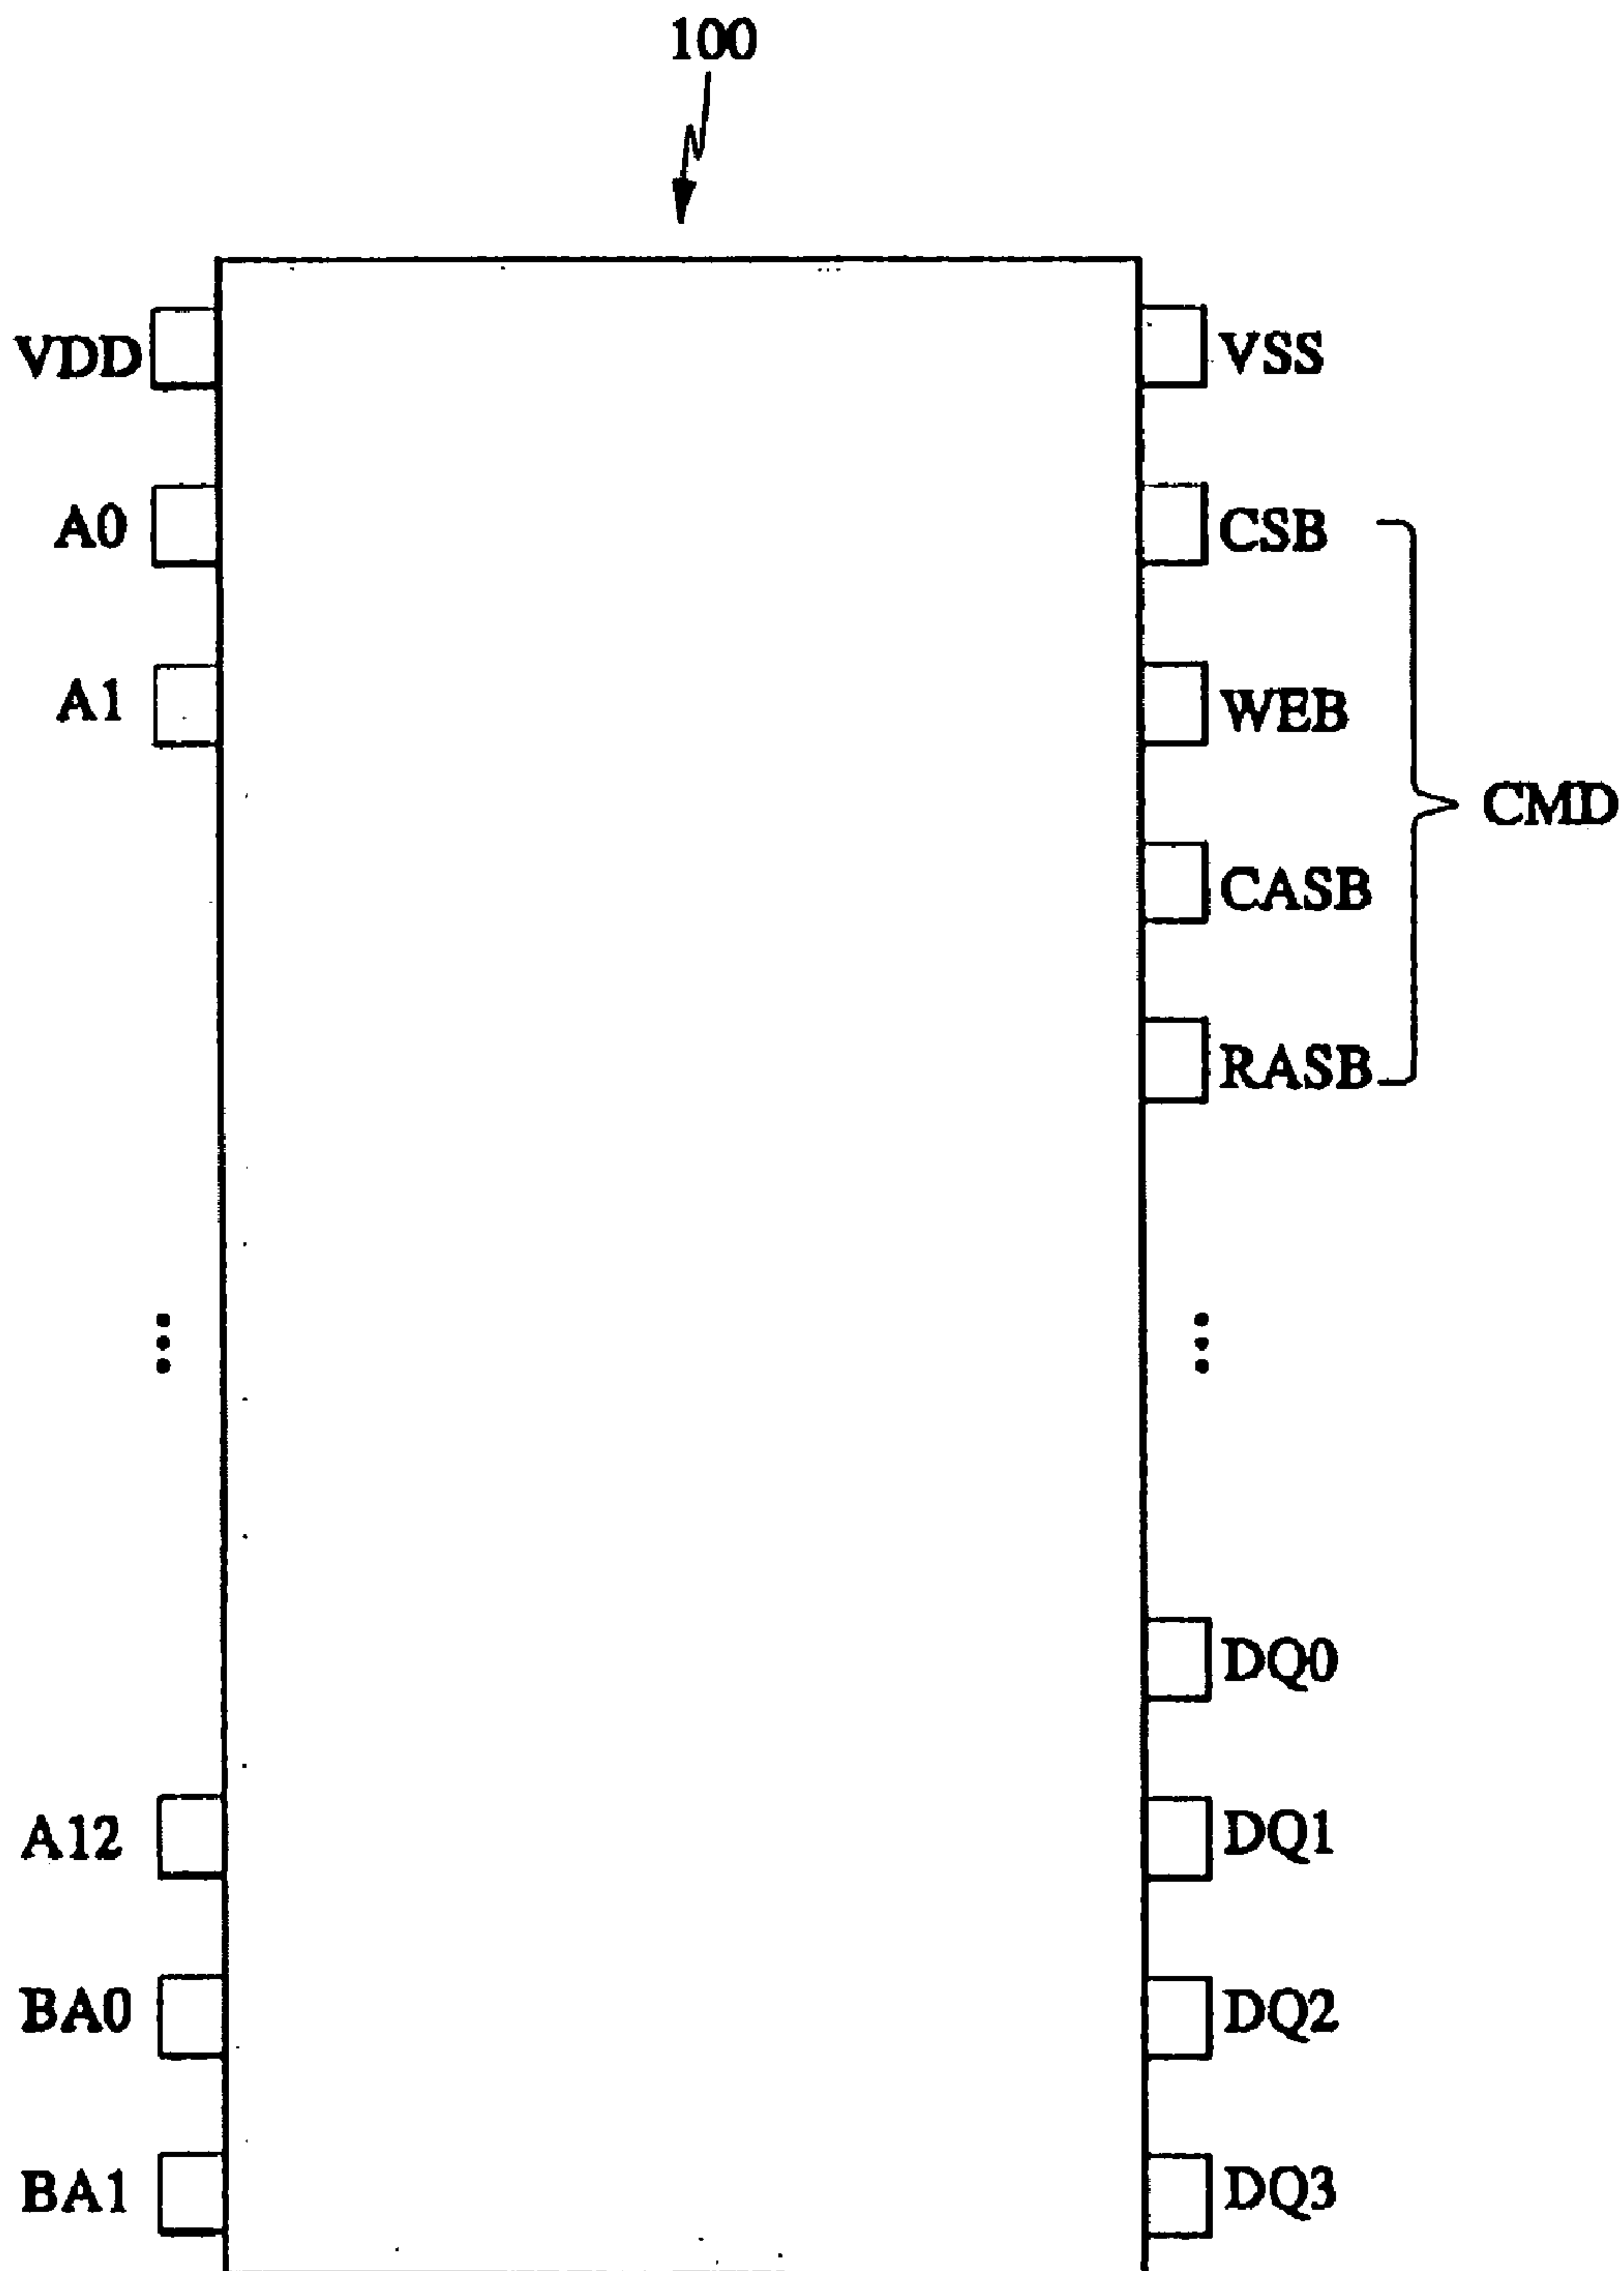 100
VDD
VSS
A0
CSB
A1
WEB
CMD
CASB
RASB
DQ0
A12
DQ1
BA0
DQ2
BA1
DQ3